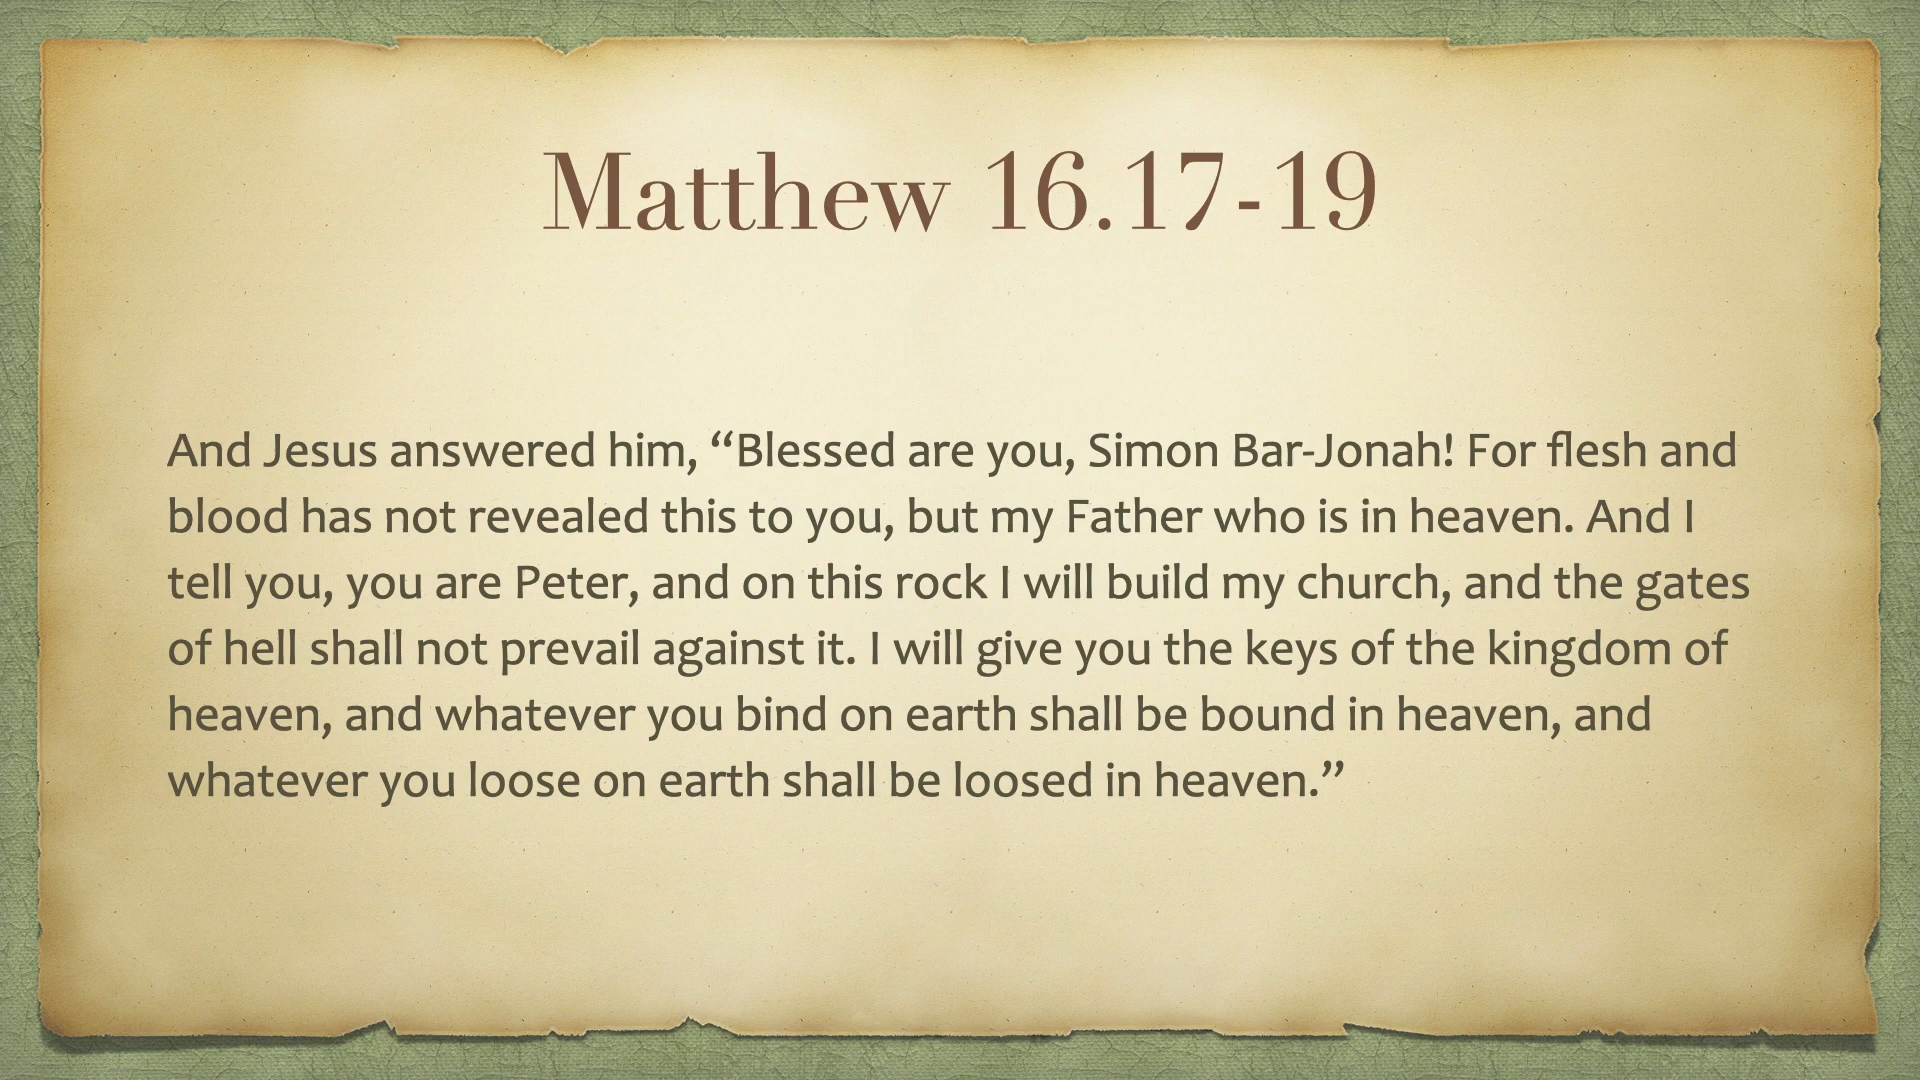 Matthew 16.17-19
And Jesus answered him, “Blessed are you, Simon Bar-Jonah! For flesh and
blood has not revealed this to you, but my Father who is in heaven. And I
tell you, you are Peter, and on this rock I will build my church, and the gates
of hell shall not prevail against it. I will give you the keys of the kingdom of
heaven, and whatever you bind on earth shall be bound in heaven, and
whatever you loose on earth shall be loosed in heaven.”